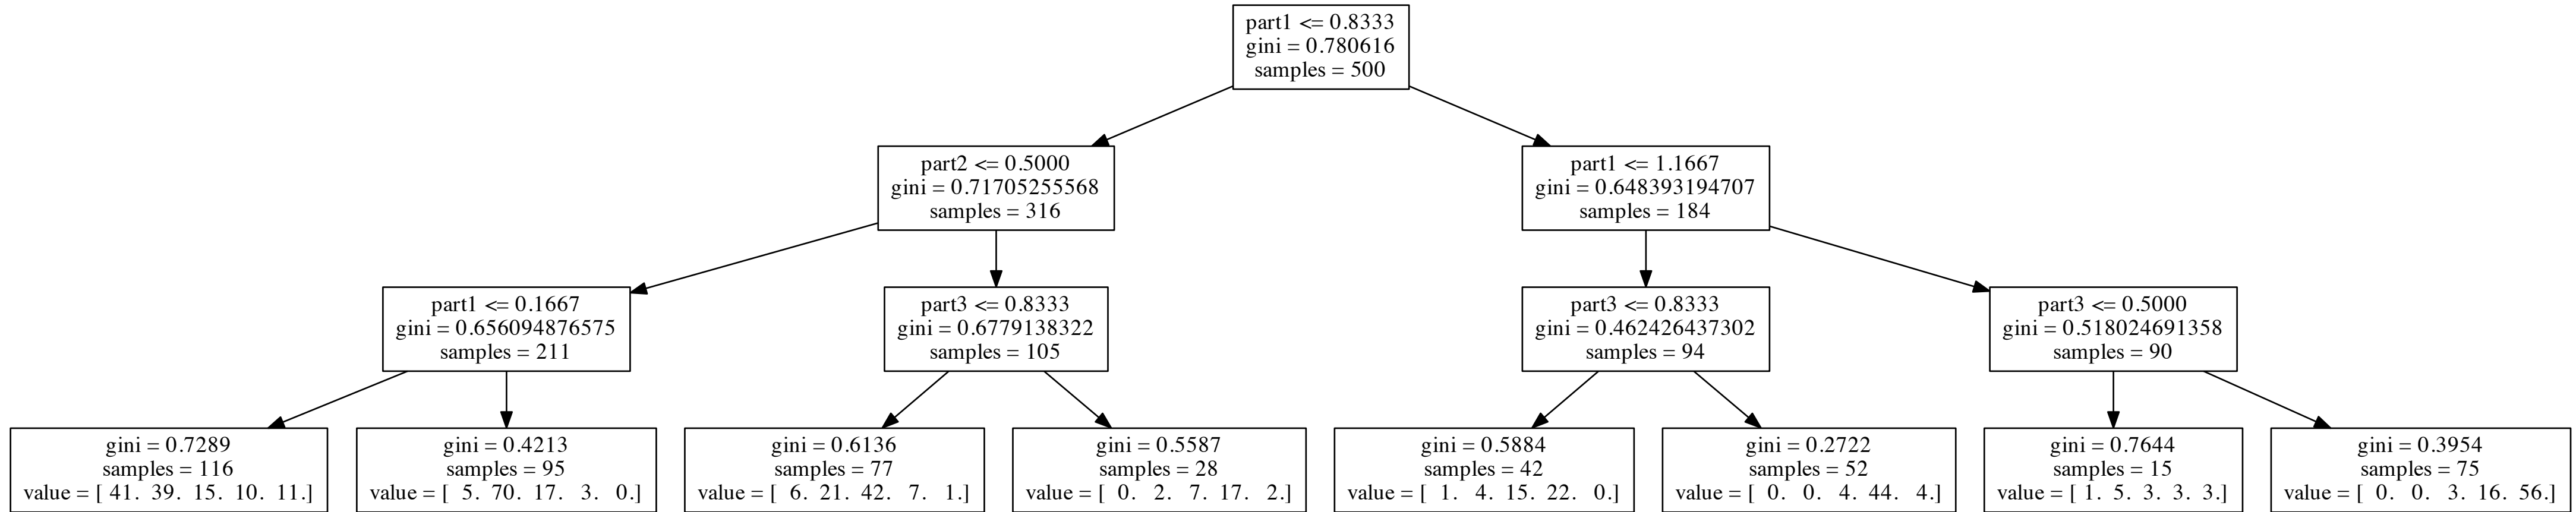 part1 <= 0.8333
gini = 0.780616
samples = 500
part2 <= 0.5000
gini = 0.71705255568
samples = 316
part1 <= 1.1667
gini = 0.648393194707
samples = 184
part1 <= 0.1667
gini = 0.656094876575
samples = 211
part3 <= 0.8333
gini = 0.6779138322
samples = 105
part3 <= 0.8333
gini = 0.462426437302
samples = 94
part3 <= 0.5000
gini = 0.518024691358
samples = 90
gini = 0.7289
samples = 116
value = [ 41. 39. 15. 10. 11.]
gini = 0.4213
samples = 95
value = [ 5. 70. 17. 3. 0.]
gini = 0.6136
samples = 77
value = [ 6. 21. 42. 7. 1.]
gini = 0.5587
samples = 28
value = [ 0. 2. 7. 17. 2.]
gini = 0.5884
samples = 42
value = [ 1. 4. 15. 22. 0.]
gini = 0.2722
samples = 52
value = [ 0. 0. 4. 44. 4.]
gini = 0.7644
samples = 15
value = [ 1. 5. 3. 3. 3.]
gini = 0.3954
samples = 75
value = [ 0. 0. 3. 16. 56.]